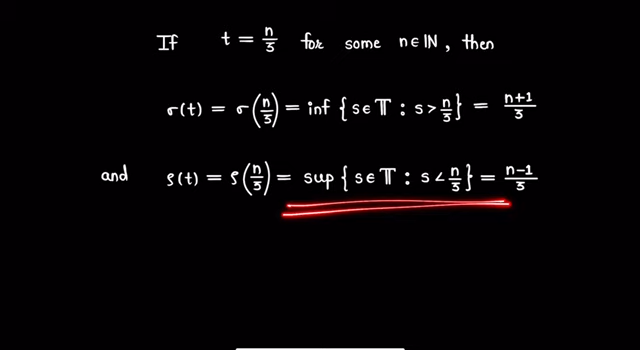 If t = n/3 for some n ∈ ℕ, then
σ(t) = σ(n/3) = inf { s ∈ 𝕋 : s > n/3 } = n+1/3
and ρ(t) = ρ(n/3) = sup { s ∈ 𝕋 : s < n/3 } = n-1/3